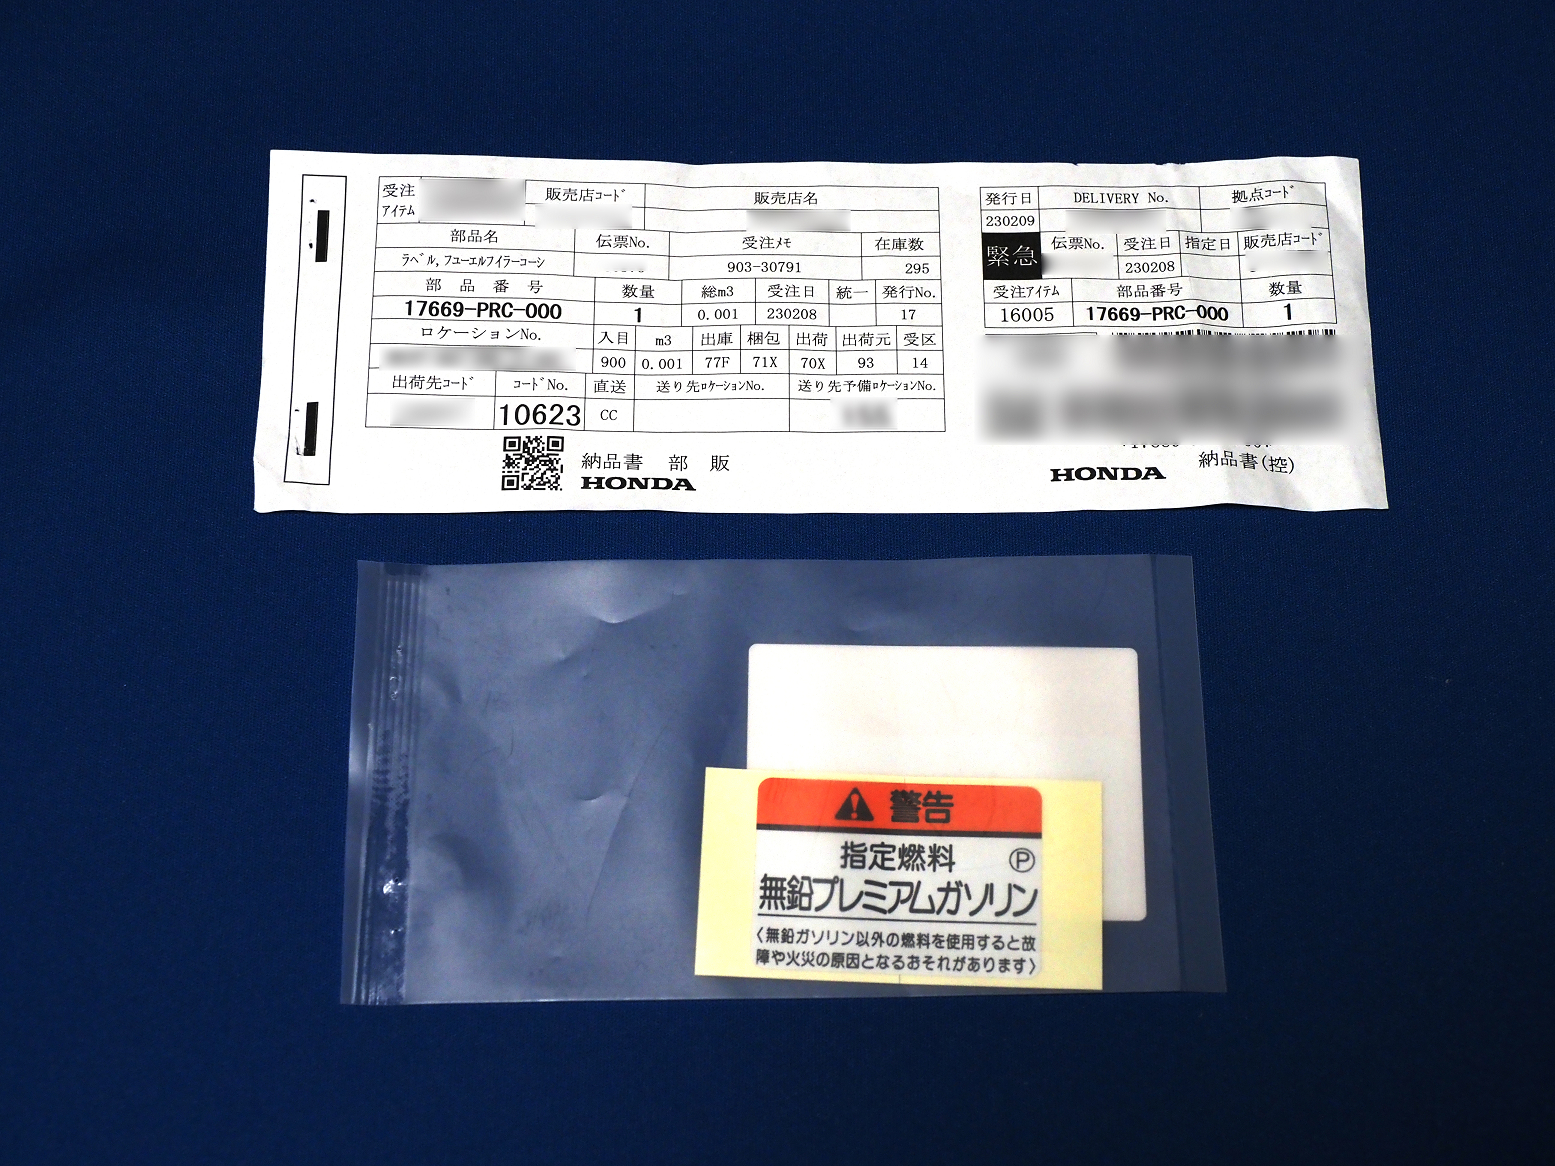 受注
アイテム
販売店ｺｰﾄﾞ
販売店名
部品名
伝票No.
受注ﾒﾓ
在庫数
ﾗﾍﾞﾙ,ﾌﾕｰｴﾙﾌｲﾗｰｺｰｼ
903-30791
295
部 品 番 号
数量
総m3
受注日
統一
発行No.
17669-PRC-000
1
0.001
230208
17
ロケーションNo.
入目
m3
出庫
梱包
出荷
出荷元
受区
900
0.001
77F
71X
70X
93
14
出荷先ｺｰﾄﾞ
ｺｰﾄﾞNo.
直送
送り先ﾛｹｰｼｮﾝNo.
送り先予備ﾛｹｰｼｮﾝNo.
10623
CC
納品書 部 販
HONDA
発行日
DELIVERY No.
拠点ｺｰﾄﾞ
230209
緊急
伝票No.
受注日
指定日
販売店ｺｰﾄﾞ
230208
受注ｱｲﾃﾑ
部品番号
数量
16005
17669-PRC-000
1
HONDA
納品書(控)
警告
指定燃料 Ⓟ
無鉛プレミアムガソリン
〈無鉛ガソリン以外の燃料を使用すると故
障や火災の原因となるおそれがあります〉